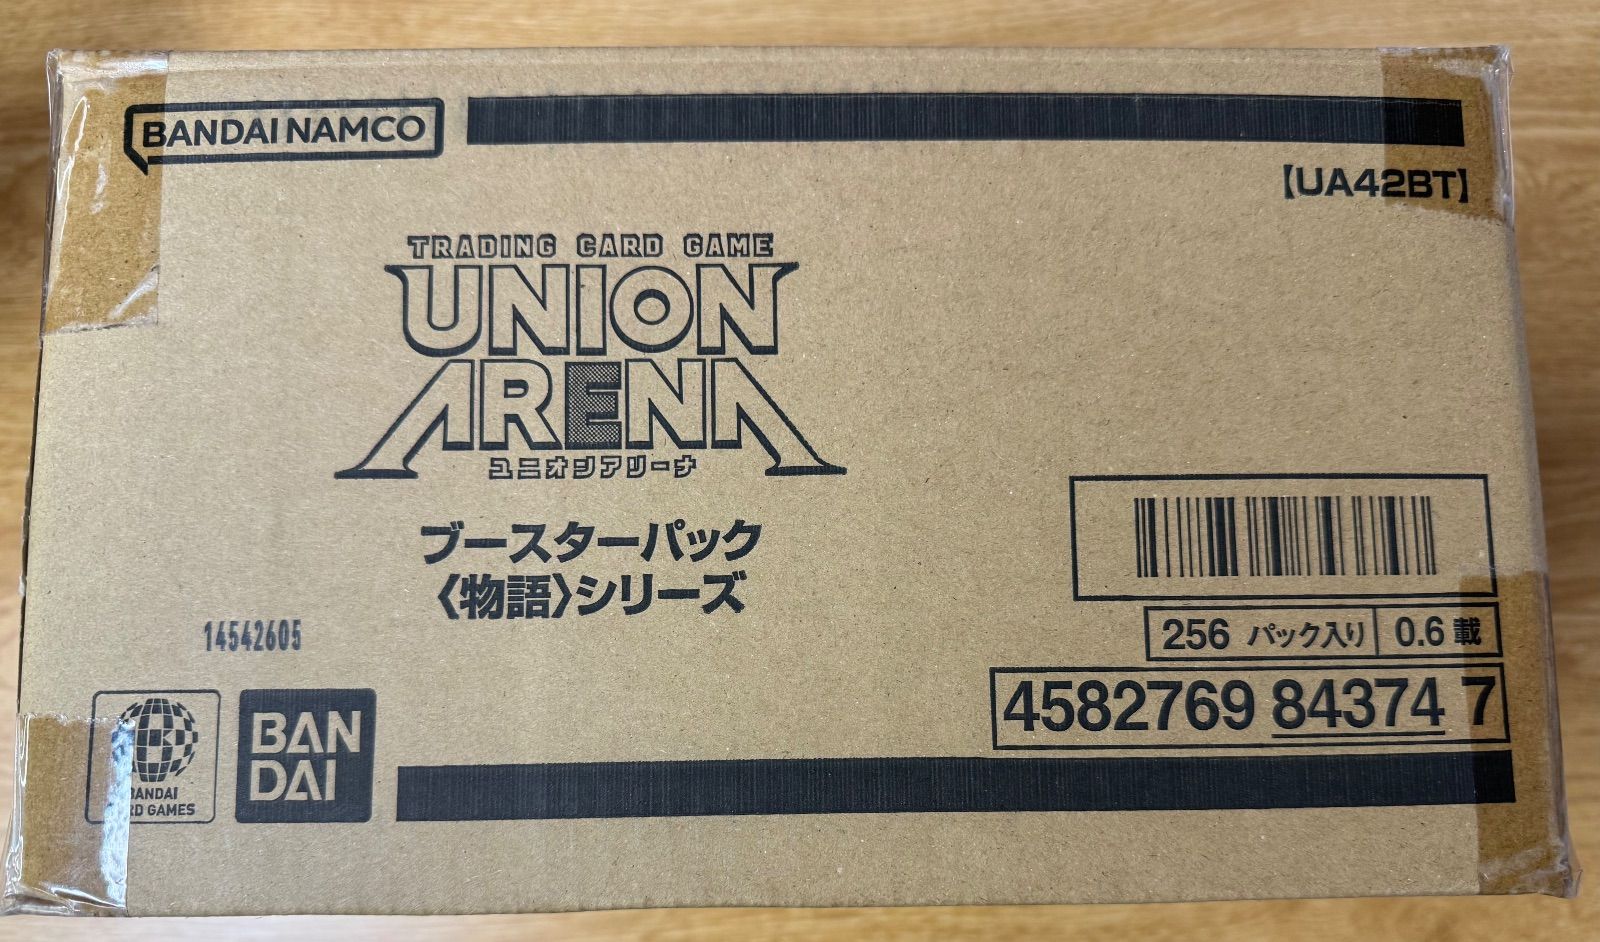 BANDAI NAMCO
【UA42BT】
TRADING CARD GAME
UNION
ARENA
ユニオンアリーナ
ブースターパック
〈物語〉シリーズ
14542605
256 パック入り 0.6 載
4582769 84374 7
BANDAI
CARD GAMES
BAN
DAI